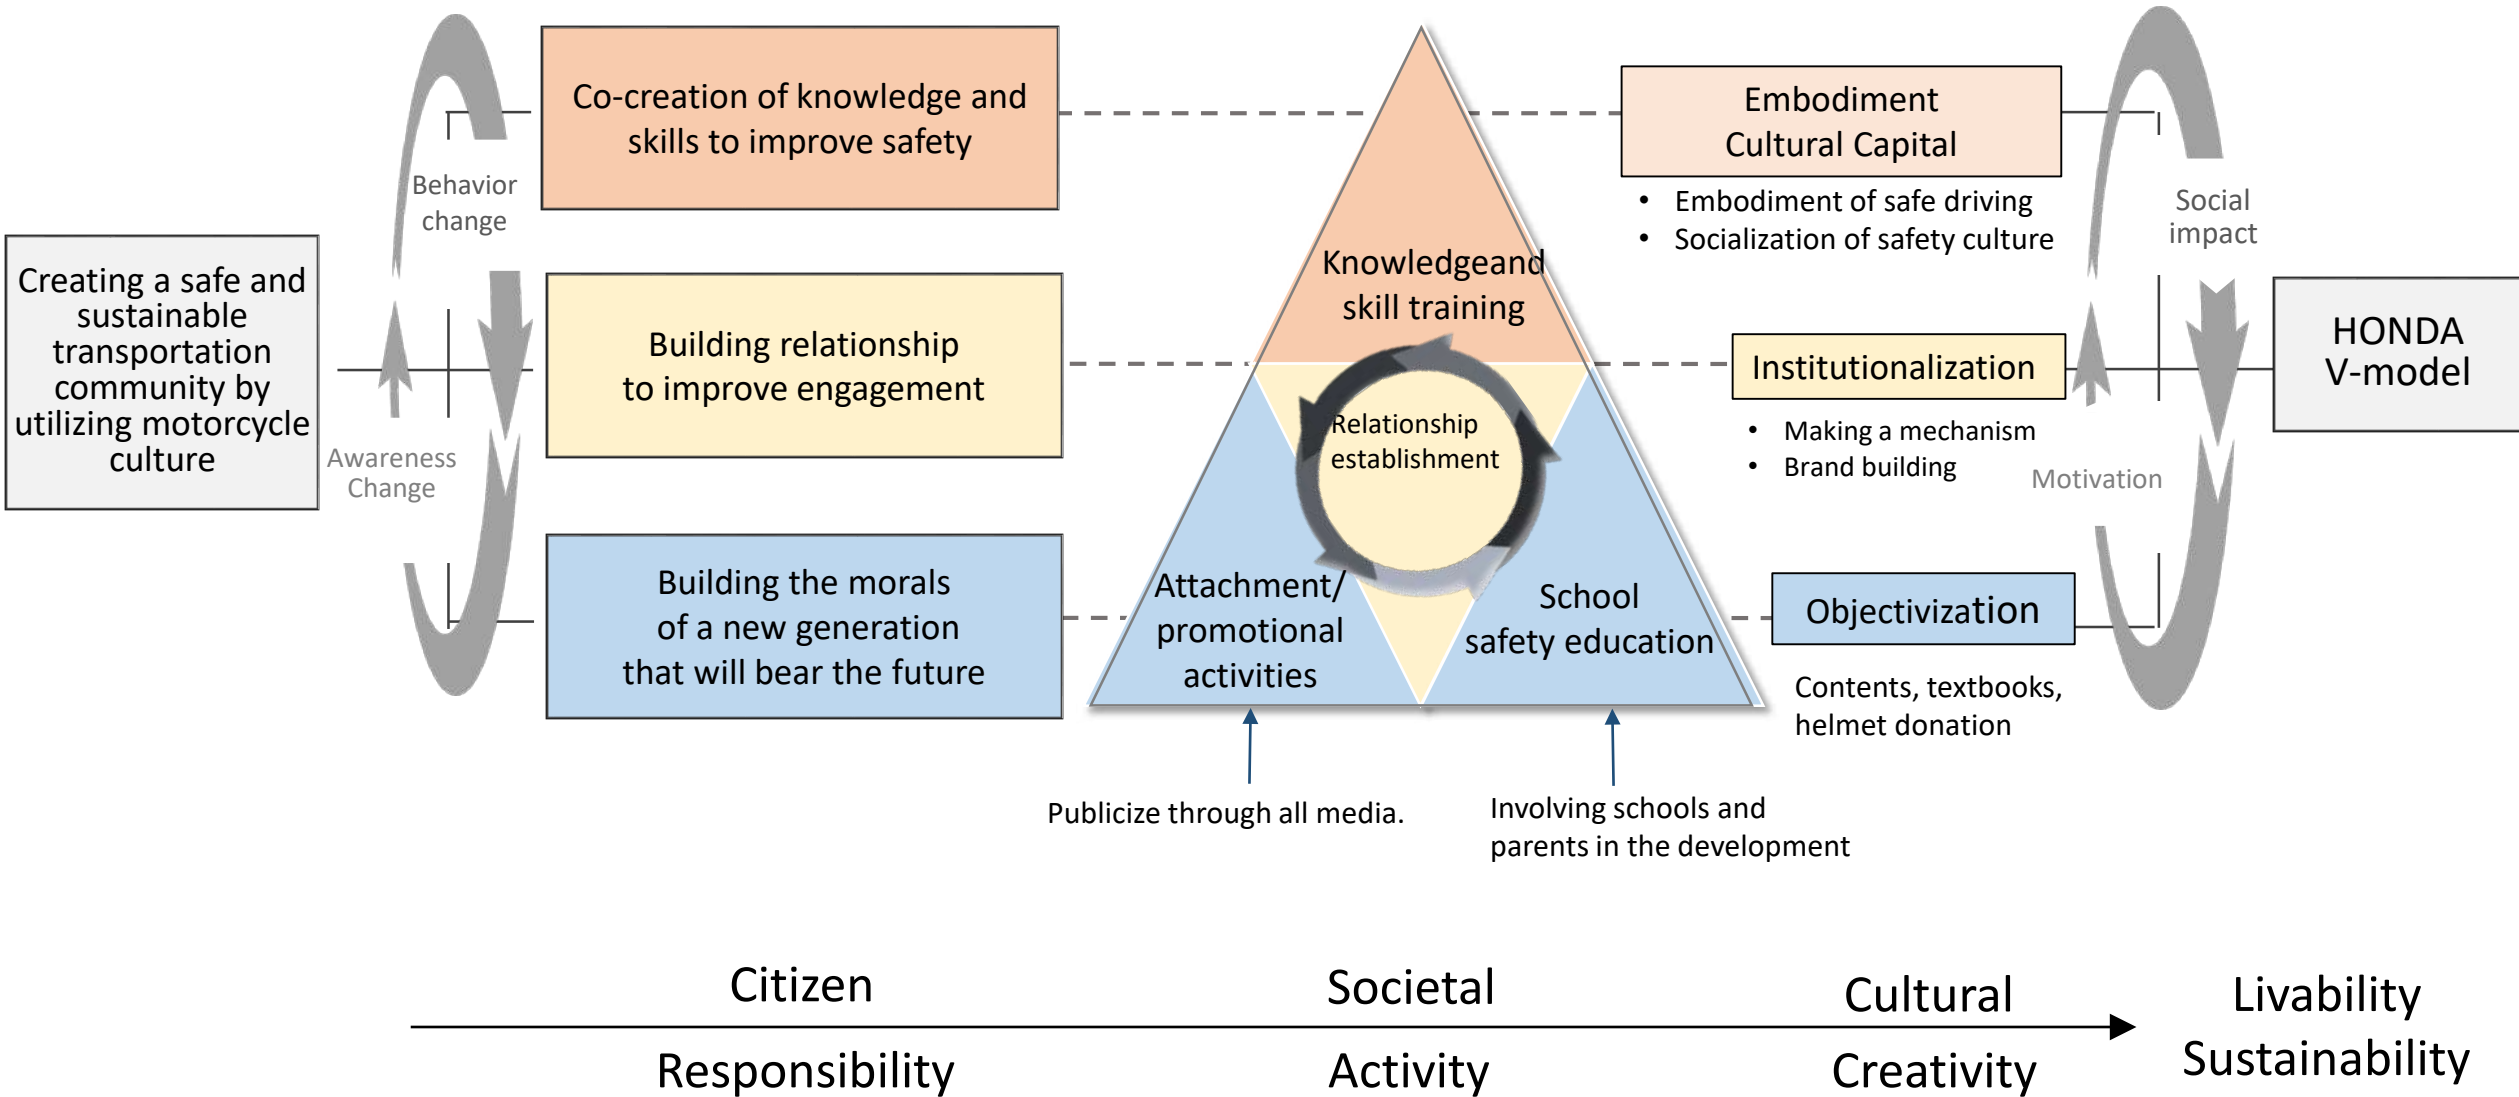 Creating a safe and
sustainable
transportation
community by
utilizing motorcycle
culture
Behavior
change
Awareness
Change
Co-creation of knowledge and
skills to improve safety
Building relationship
to improve engagement
Building the morals
of a new generation
that will bear the future
Knowledgeand
skill training
Relationship
establishment
Attachment/
promotional
activities
School
safety education
Publicize through all media.
Involving schools and
parents in the development
Embodiment
Cultural Capital
• Embodiment of safe driving
• Socialization of safety culture
Institutionalization
• Making a mechanism
• Brand building
Objectivization
Contents, textbooks,
helmet donation
Social
impact
Motivation
HONDA
V-model
Citizen
Responsibility
Societal
Activity
Cultural
Creativity
Livability
Sustainability